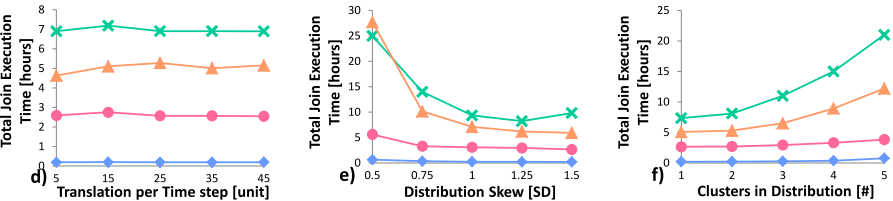 Total Join Execution
Time [hours]
8
7
6
5
4
3
2
1
0
5 15 25 35 45
d) Translation per Time step [unit]
Total Join Execution
Time [hours]
30
25
20
15
10
5
0
0.5 0.75 1 1.25 1.5
e) Distribution Skew [SD]
Total Join Execution
Time [hours]
25
20
15
10
5
0
1 2 3 4 5
f) Clusters in Distribution [#]